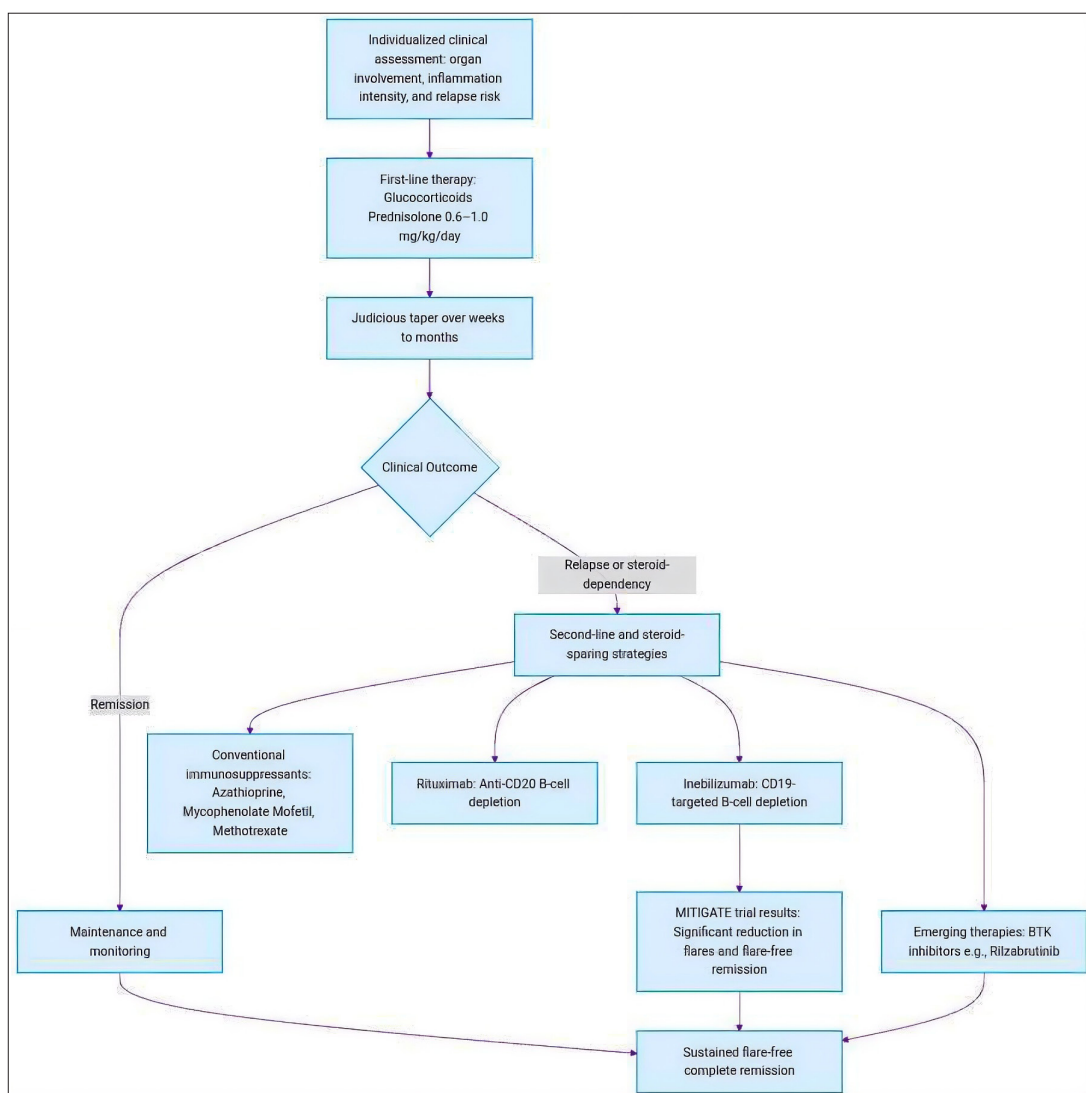 Individualized clinical
assessment: organ
involvement, inflammation
intensity, and relapse risk
First-line therapy:
Glucocorticoids
Prednisolone 0.6–1.0
mg/kg/day
Judicious taper over weeks
to months
Clinical Outcome
Relapse or steroid-
dependency
Second-line and steroid-
sparing strategies
Remission
Conventional
immunosuppressants:
Azathioprine,
Mycophenolate Mofetil,
Methotrexate
Rituximab: Anti-CD20 B-cell
depletion
Inebilizumab: CD19-
targeted B-cell depletion
Maintenance and
monitoring
MITIGATE trial results:
Significant reduction in
flares and flare-free
remission
Emerging therapies: BTK
inhibitors e.g., Rilzabrutinib
Sustained flare-free
complete remission